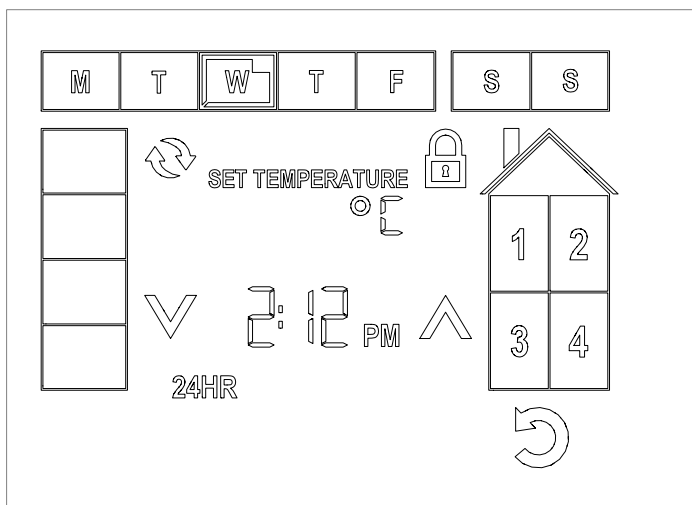 M T W T F S S
SET TEMPERATURE
°C
1 2
2:12 PM
3 4
24HR